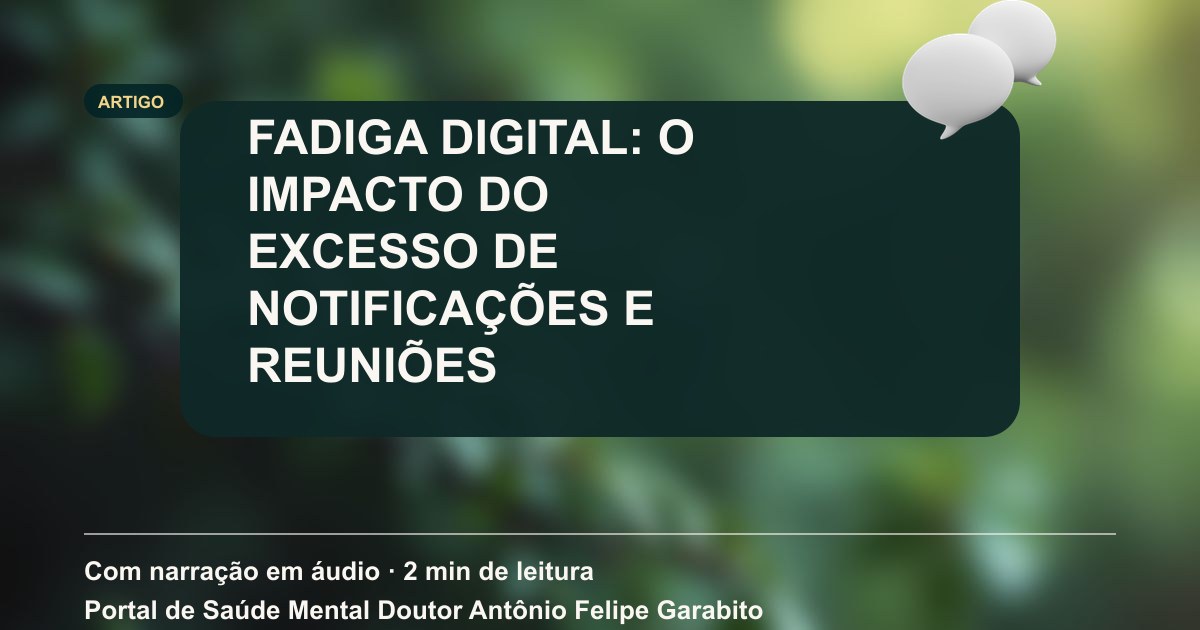 ARTIGO
FADIGA DIGITAL: O
IMPACTO DO
EXCESSO DE
NOTIFICAÇÕES E
REUNIÕES
Com narração em áudio · 2 min de leitura
Portal de Saúde Mental Doutor Antônio Felipe Garabito